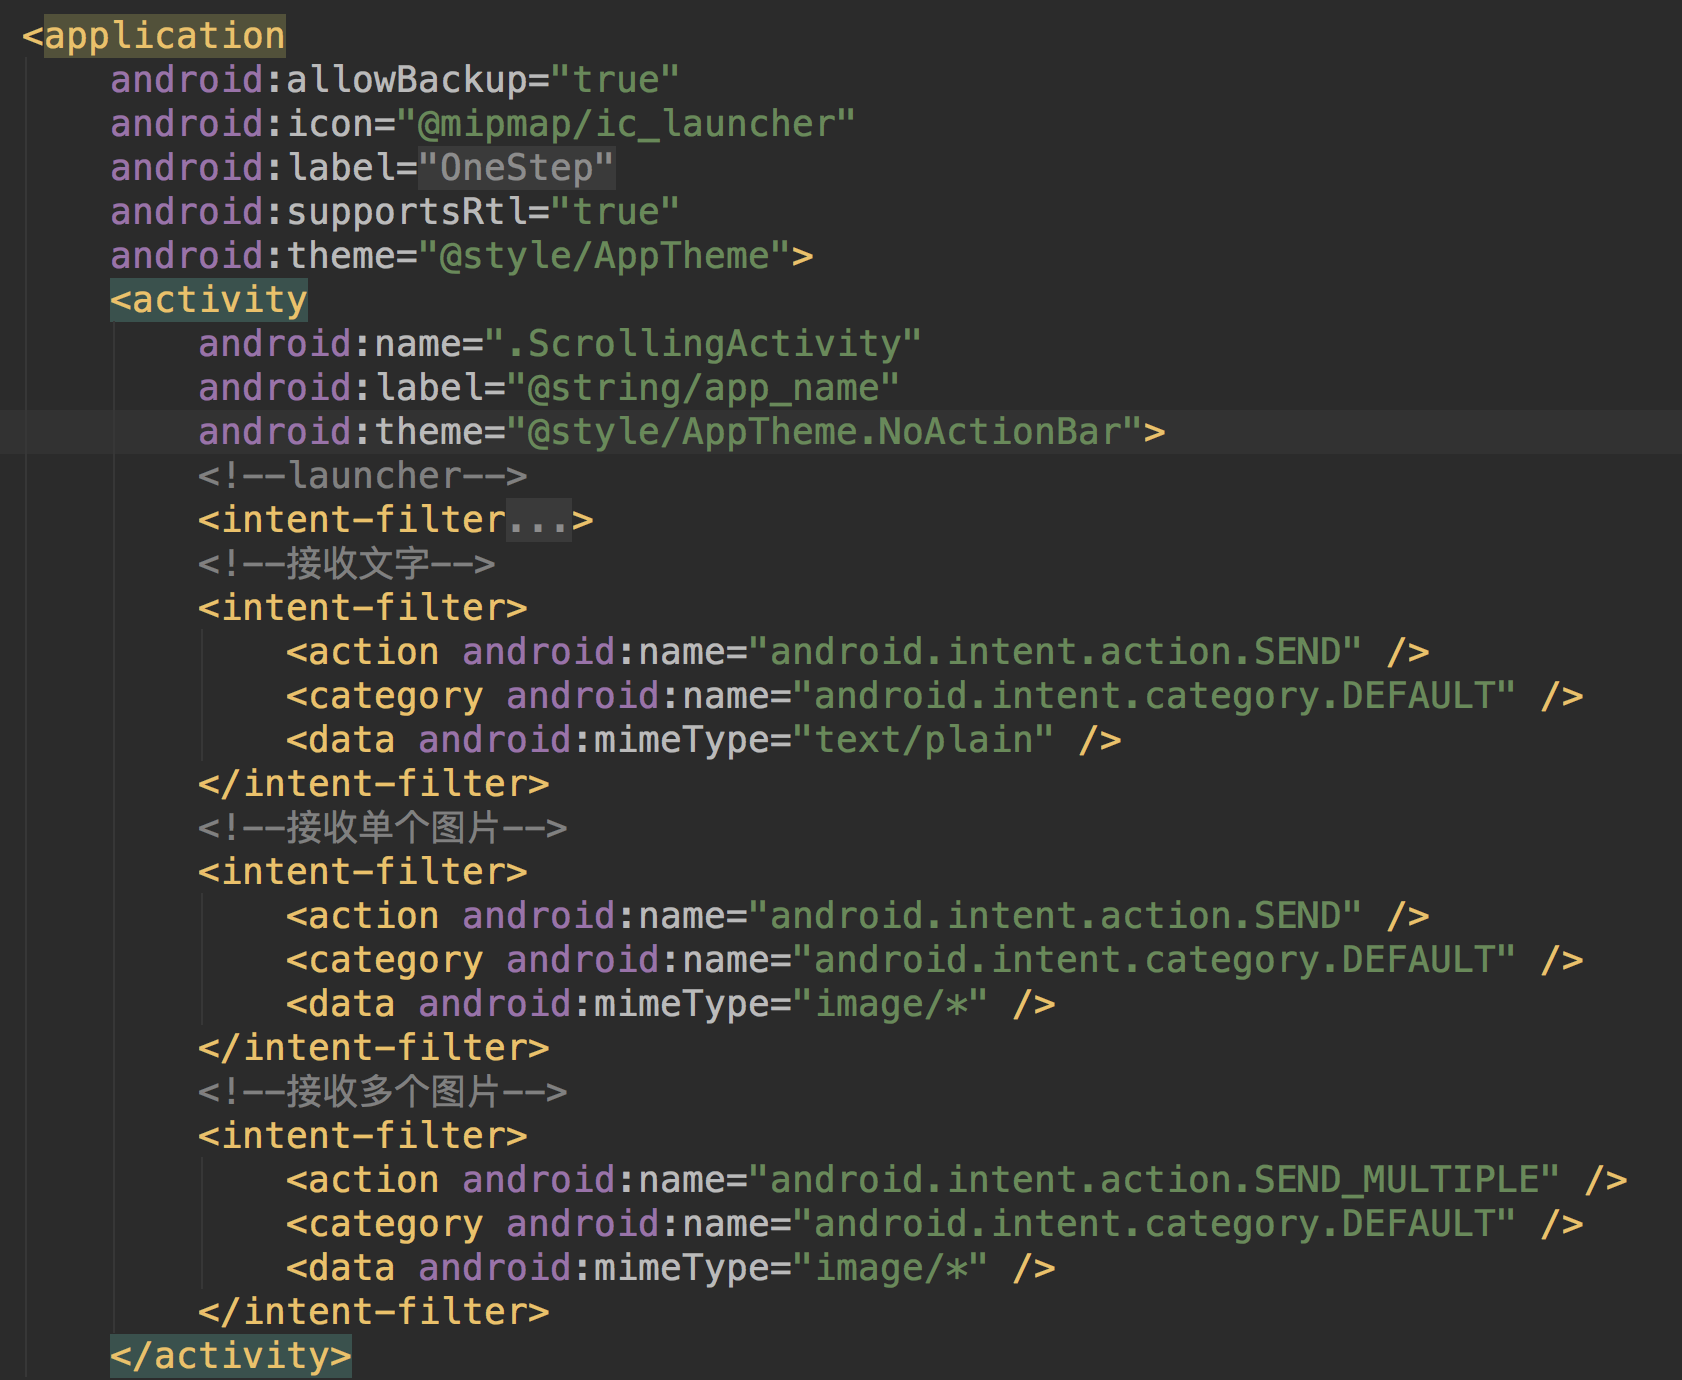 <application
android:allowBackup="true"
android:icon="@mipmap/ic_launcher"
android:label="OneStep"
android:supportsRtl="true"
android:theme="@style/AppTheme">
<activity
android:name=".ScrollingActivity"
android:label="@string/app_name"
android:theme="@style/AppTheme.NoActionBar">
<!--launcher-->
<intent-filter...>
<!--接收文字-->
<intent-filter>
<action android:name="android.intent.action.SEND" />
<category android:name="android.intent.category.DEFAULT" />
<data android:mimeType="text/plain" />
</intent-filter>
<!--接收单个图片-->
<intent-filter>
<action android:name="android.intent.action.SEND" />
<category android:name="android.intent.category.DEFAULT" />
<data android:mimeType="image/*" />
</intent-filter>
<!--接收多个图片-->
<intent-filter>
<action android:name="android.intent.action.SEND_MULTIPLE" />
<category android:name="android.intent.category.DEFAULT" />
<data android:mimeType="image/*" />
</intent-filter>
</activity>